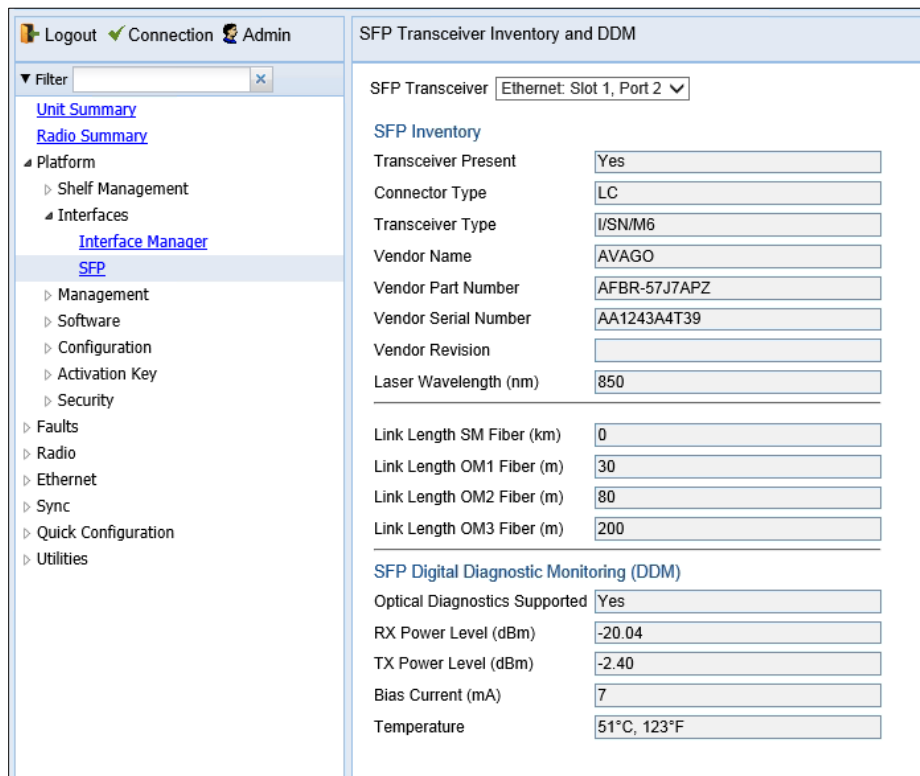 Logout Connection Admin
Filter
Unit Summary
Radio Summary
Platform
Shelf Management
Interfaces
Interface Manager
SFP
Management
Software
Configuration
Activation Key
Security
Faults
Radio
Ethernet
Sync
Quick Configuration
Utilities
SFP Transceiver Inventory and DDM
SFP Transceiver Ethernet: Slot 1, Port 2
SFP Inventory
Transceiver Present Yes
Connector Type LC
Transceiver Type I/SN/M6
Vendor Name AVAGO
Vendor Part Number AFBR-57J7APZ
Vendor Serial Number AA1243A4T39
Vendor Revision
Laser Wavelength (nm) 850
Link Length SM Fiber (km) 0
Link Length OM1 Fiber (m) 30
Link Length OM2 Fiber (m) 80
Link Length OM3 Fiber (m) 200
SFP Digital Diagnostic Monitoring (DDM)
Optical Diagnostics Supported Yes
RX Power Level (dBm) -20.04
TX Power Level (dBm) -2.40
Bias Current (mA) 7
Temperature 51°C, 123°F